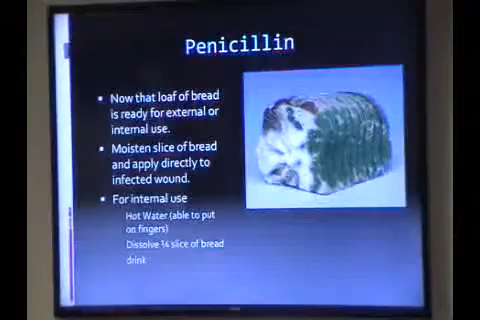 Penicillin
Now that loaf of bread
is ready for external or
internal use.
Moisten slice of bread
and apply directly to
infected wound.
For internal use
Hot Water (able to put
on fingers)
Dissolve ¼ slice of bread
drink